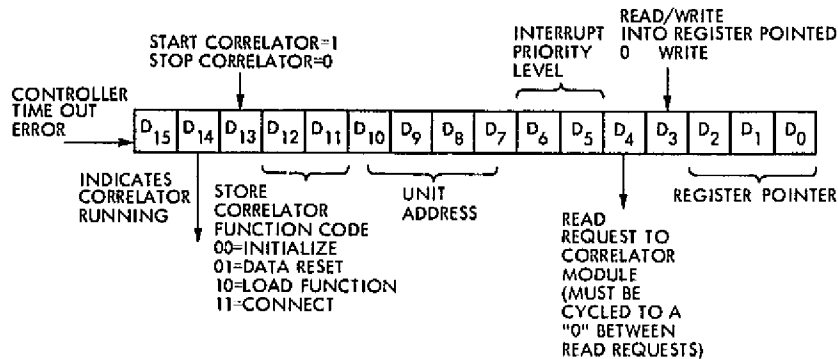 START CORRELATOR=1
STOP CORRELATOR=0
INTERRUPT
PRIORITY
LEVEL
READ/WRITE
INTO REGISTER POINTED
0 WRITE
CONTROLLER
TIME OUT
ERROR
D15 D14 D13 D12 D11 D10 D9 D8 D7 D6 D5 D4 D3 D2 D1 D0
INDICATES
CORRELATOR
RUNNING
STORE
CORRELATOR
FUNCTION CODE
00=INITIALIZE
01=DATA RESET
10=LOAD FUNCTION
11=CONNECT
UNIT
ADDRESS
READ
REQUEST TO
CORRELATOR
MODULE
(MUST BE
CYCLED TO A
"0" BETWEEN
READ REQUESTS)
REGISTER POINTER